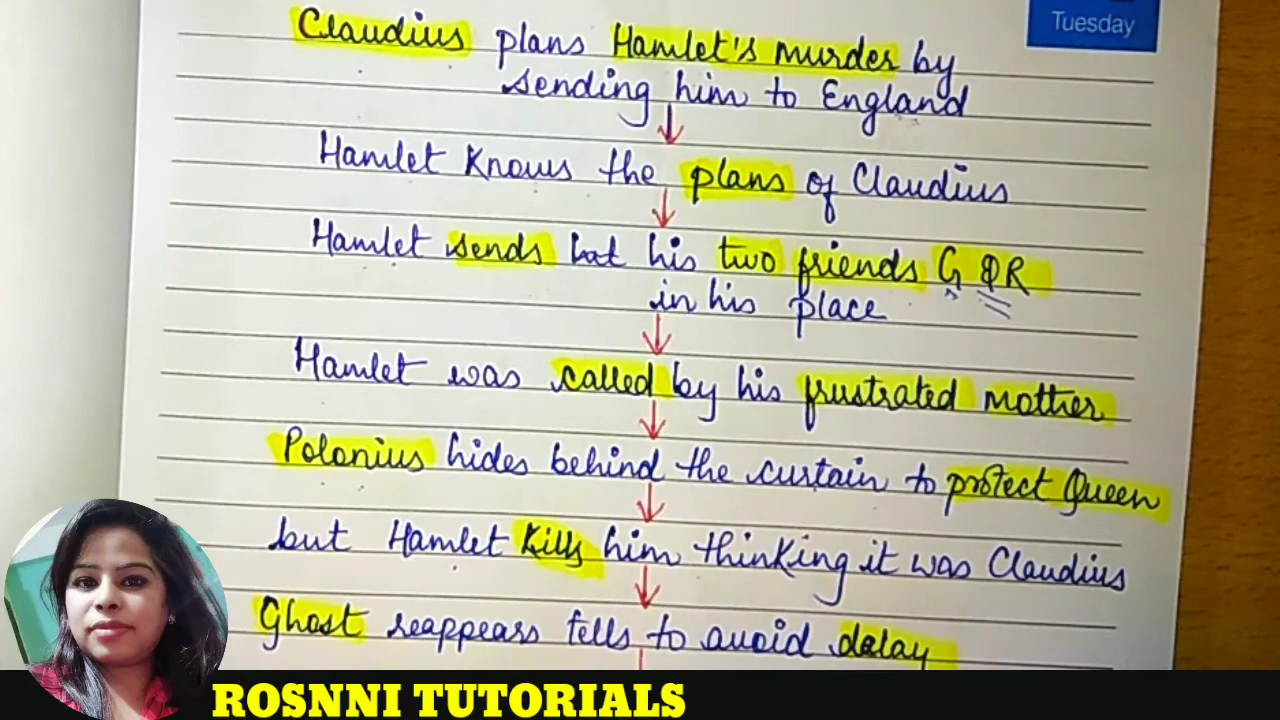 Tuesday
Claudius plans Hamlet's murder by
sending him to England
Hamlet Knows the plans of Claudius
Hamlet sends his two friends G & R
in his place
Hamlet was called by his frustrated mother
Polonius hides behind the curtain to protect Queen
but Hamlet Kills him thinking it was Claudius
Ghost reappears tells to avoid delay
ROSNNI TUTORIALS